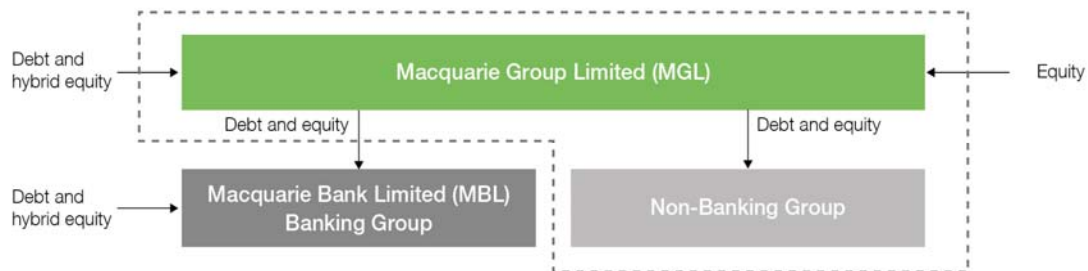 Debt and
hybrid equity
Macquarie Group Limited (MGL)
Equity
Debt and equity
Debt and equity
Debt and
hybrid equity
Macquarie Bank Limited (MBL)
Banking Group
Non-Banking Group